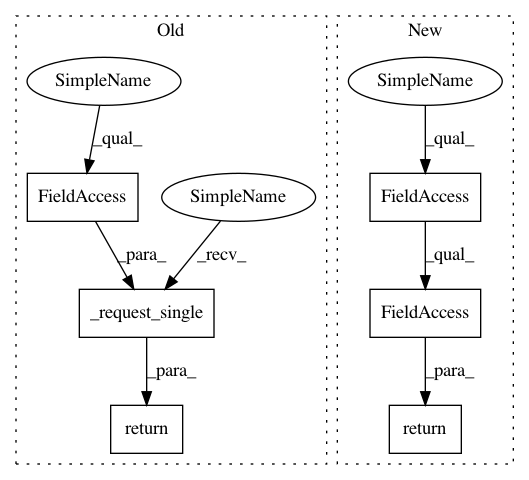 Old
New
SimpleName
SimpleName
_qual_
_qual_
FieldAccess
SimpleName
FieldAccess
_para_
_recv_
_qual_
_request_single
FieldAccess
_para_
_para_
return
return